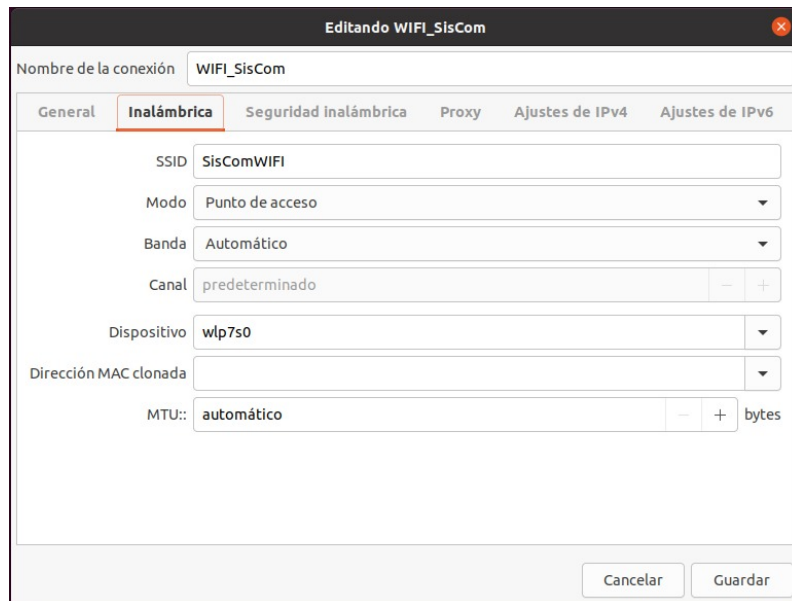 Editando WIFI_SisCom
Nombre de la conexión WIFI_SisCom
General Inalámbrica Seguridad inalámbrica Proxy Ajustes de IPv4 Ajustes de IPv6
SSID SisComWIFI
Modo Punto de acceso
Banda Automático
Canal predeterminado
Dispositivo wlp7s0
Dirección MAC clonada
MTU:: automático bytes
Cancelar Guardar